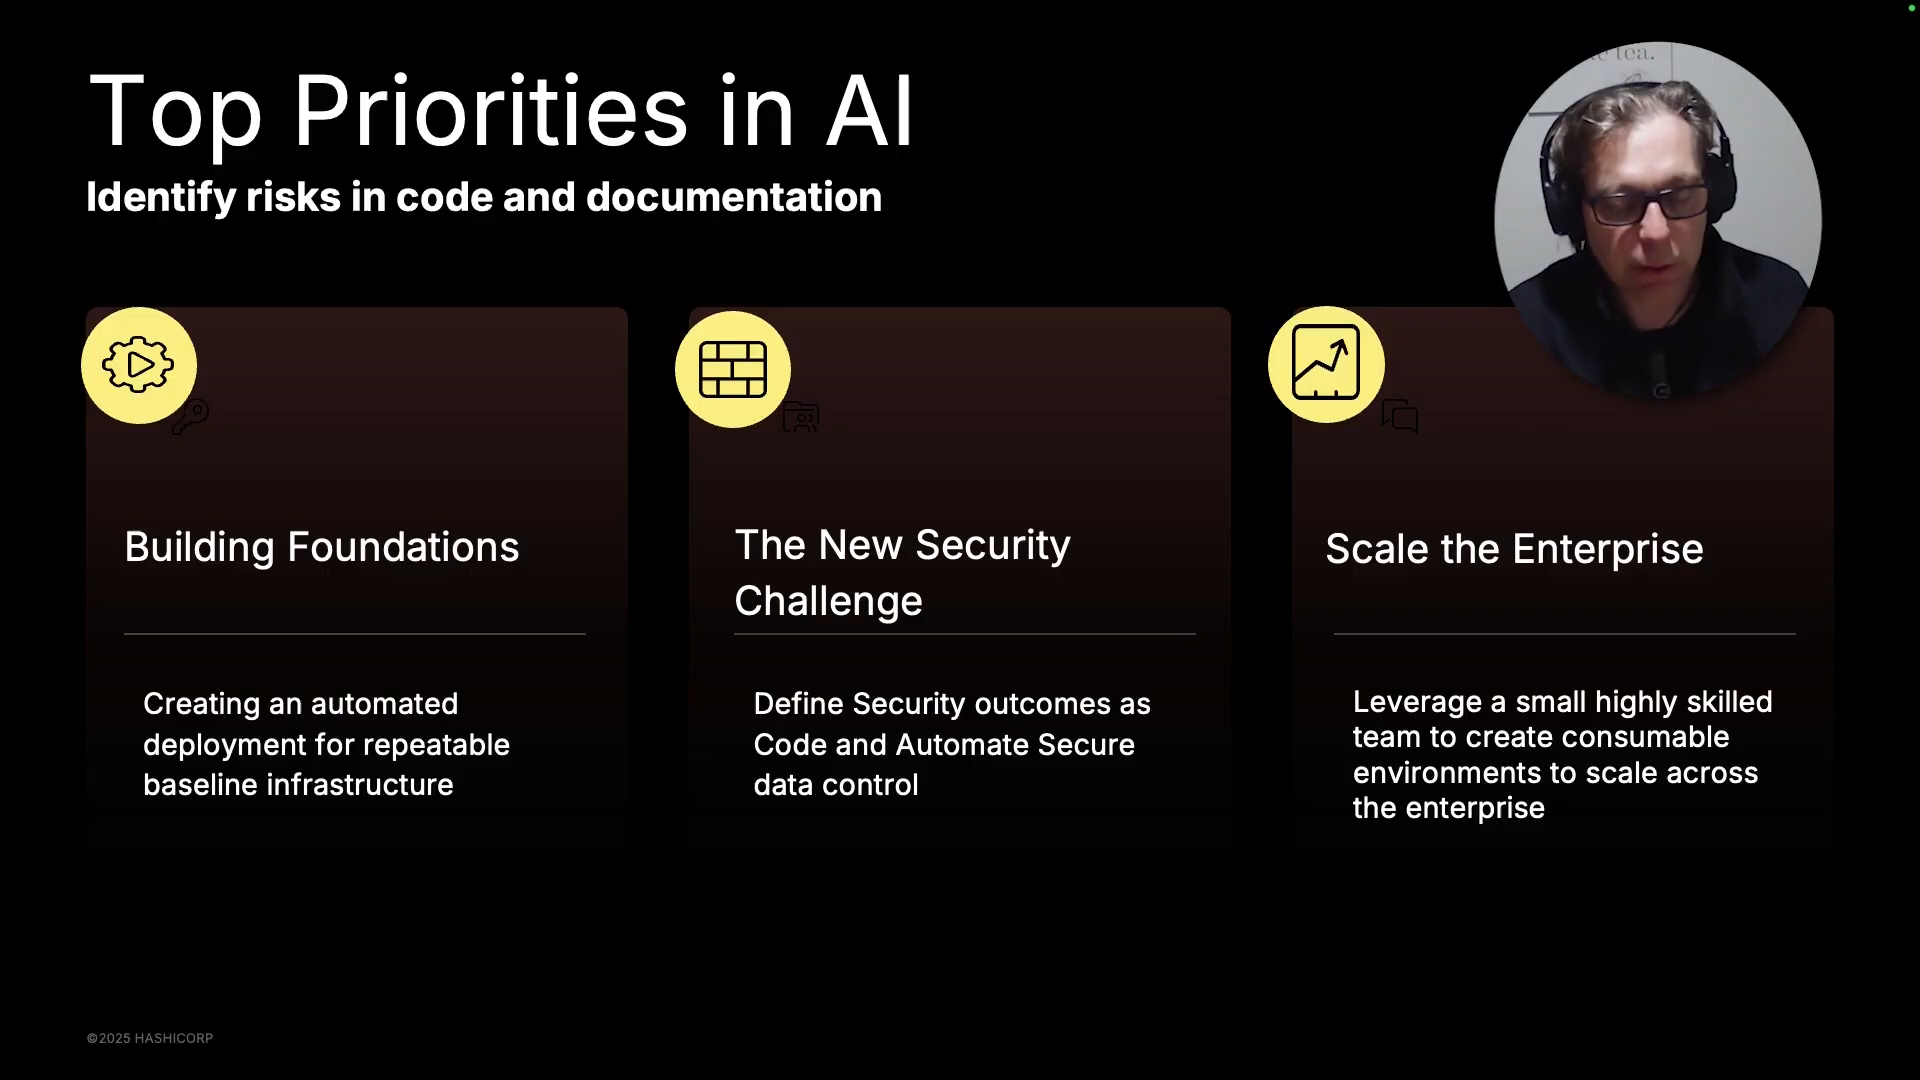 Top Priorities in AI
Identify risks in code and documentation
tea.
Building Foundations
The New Security
Challenge
Scale the Enterprise
Creating an automated
deployment for repeatable
baseline infrastructure
Define Security outcomes as
Code and Automate Secure
data control
Leverage a small highly skilled
team to create consumable
environments to scale across
the enterprise
©2025 HASHICORP